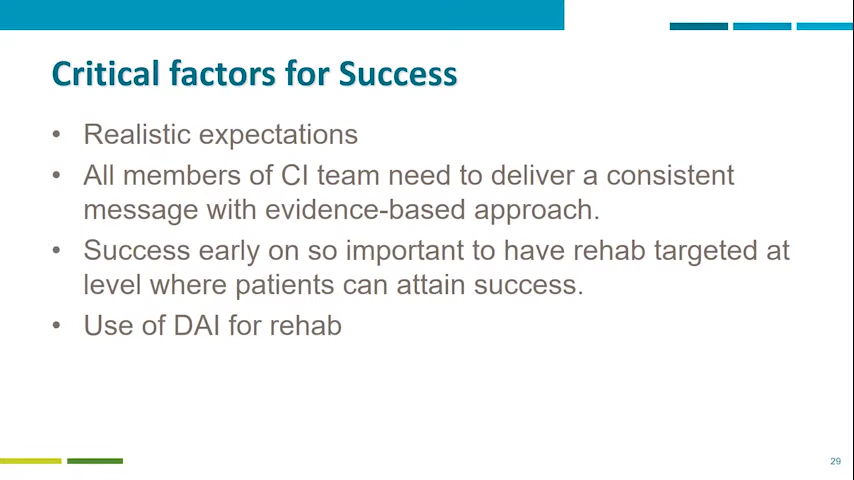 Critical factors for Success
• Realistic expectations
• All members of CI team need to deliver a consistent
message with evidence-based approach.
• Success early on so important to have rehab targeted at
level where patients can attain success.
• Use of DAI for rehab
29